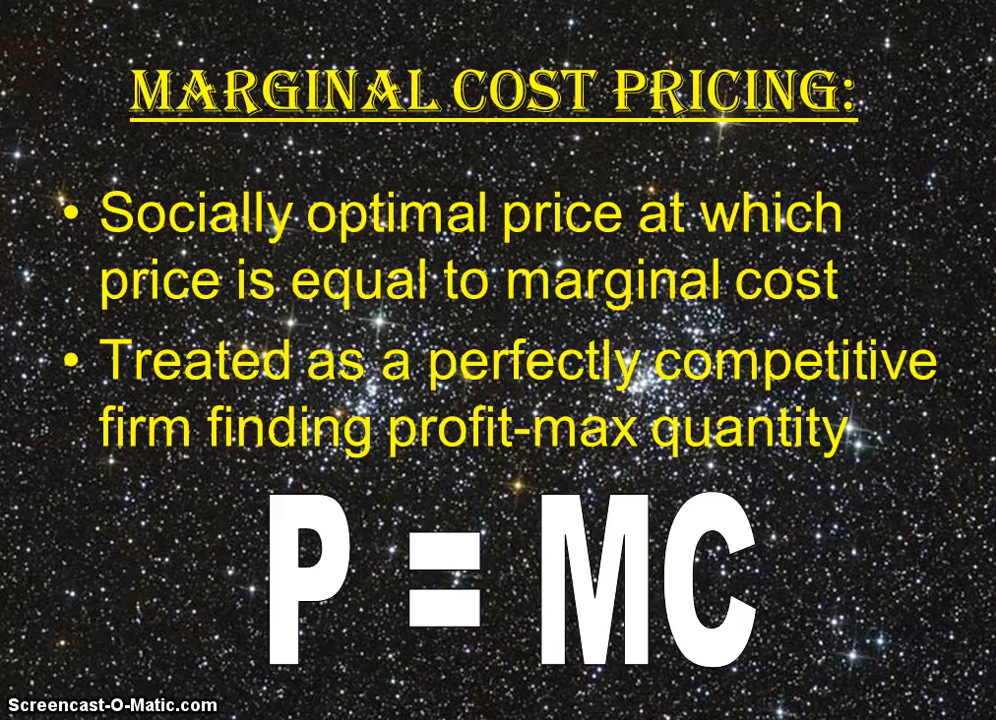 MARGINAL COST PRICING:
• Socially optimal price at which
price is equal to marginal cost
• Treated as a perfectly competitive
firm finding profit-max quantity
P = MC
Screencast-O-Matic.com